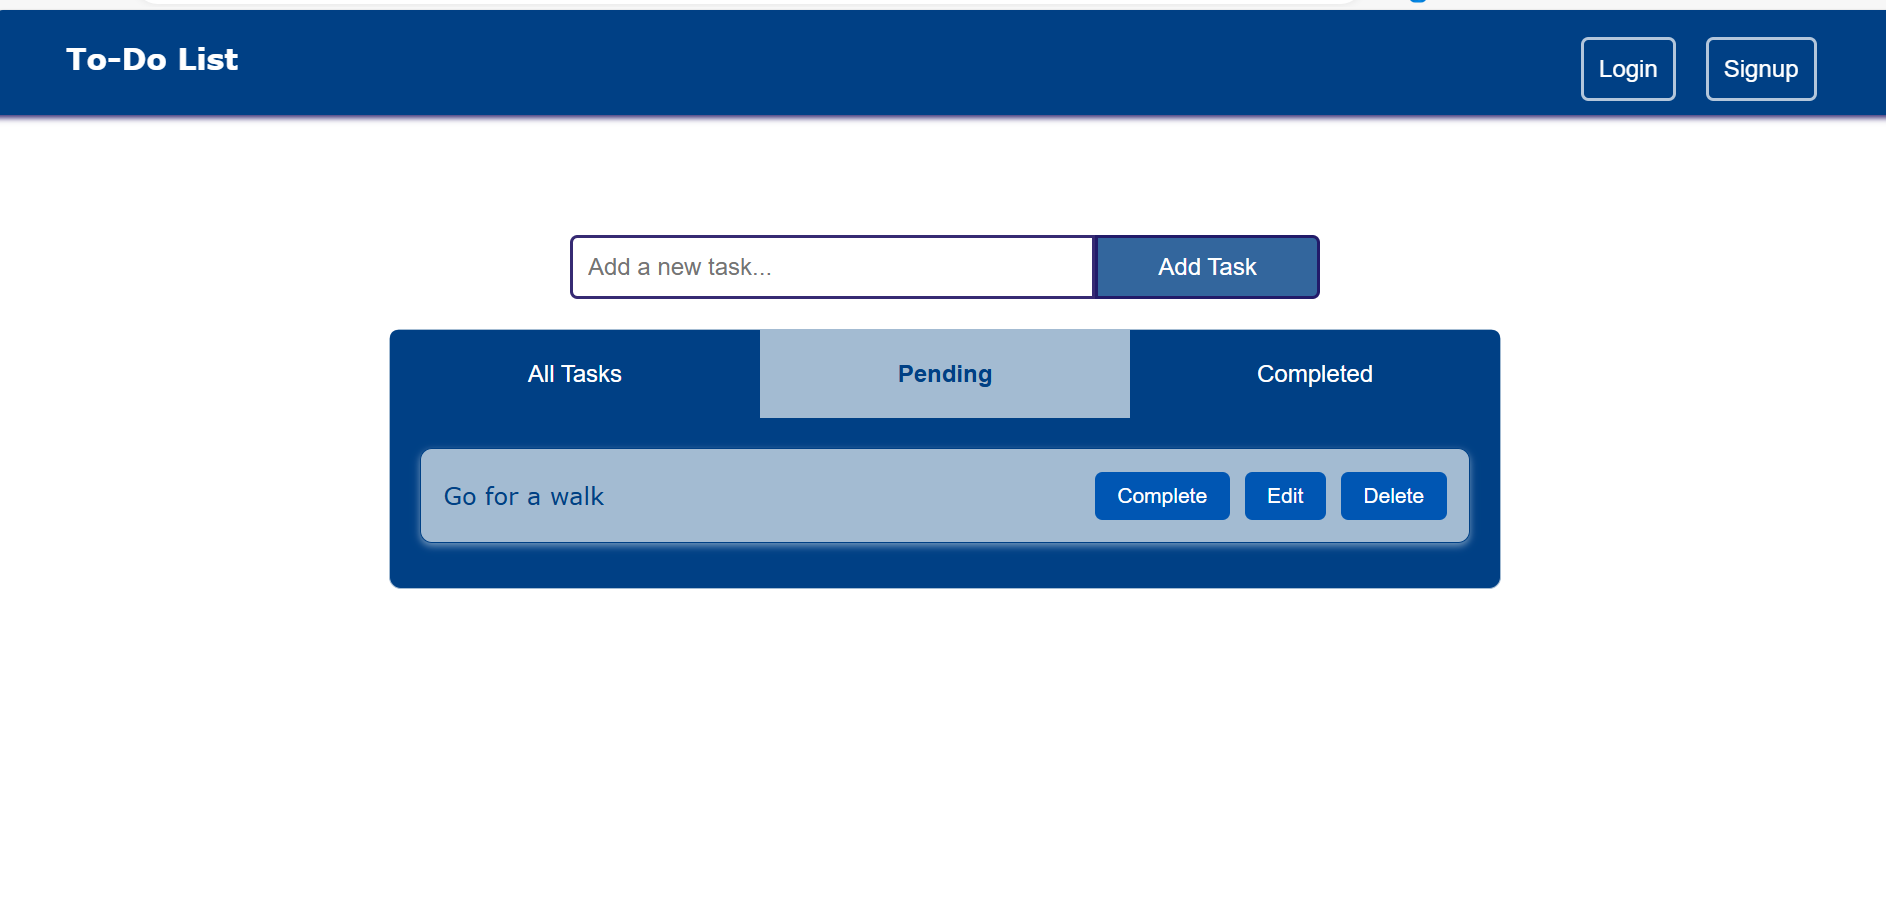 To-Do List
Login Signup
Add a new task... Add Task
All Tasks Pending Completed
Go for a walk Complete Edit Delete